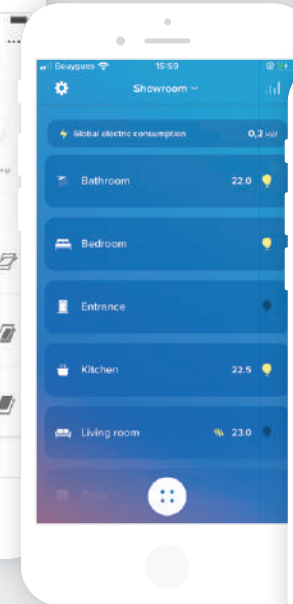 Bouygues 15:59
Showroom
Global electric consumption 0,2 kW
Bathroom 22.0
Bedroom
Entrance
Kitchen 22.5
Living room 23.0